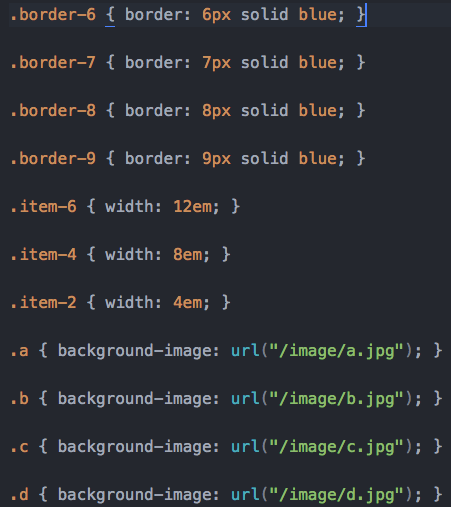 .border-6 { border: 6px solid blue; }
.border-7 { border: 7px solid blue; }
.border-8 { border: 8px solid blue; }
.border-9 { border: 9px solid blue; }
.item-6 { width: 12em; }
.item-4 { width: 8em; }
.item-2 { width: 4em; }
.a { background-image: url("/image/a.jpg"); }
.b { background-image: url("/image/b.jpg"); }
.c { background-image: url("/image/c.jpg"); }
.d { background-image: url("/image/d.jpg"); }